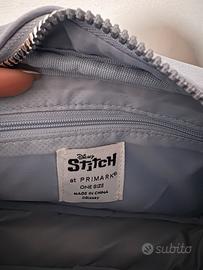 Disney
STITCH
at PRIMARK®
ONE SIZE
MADE IN CHINA
©Disney
subito